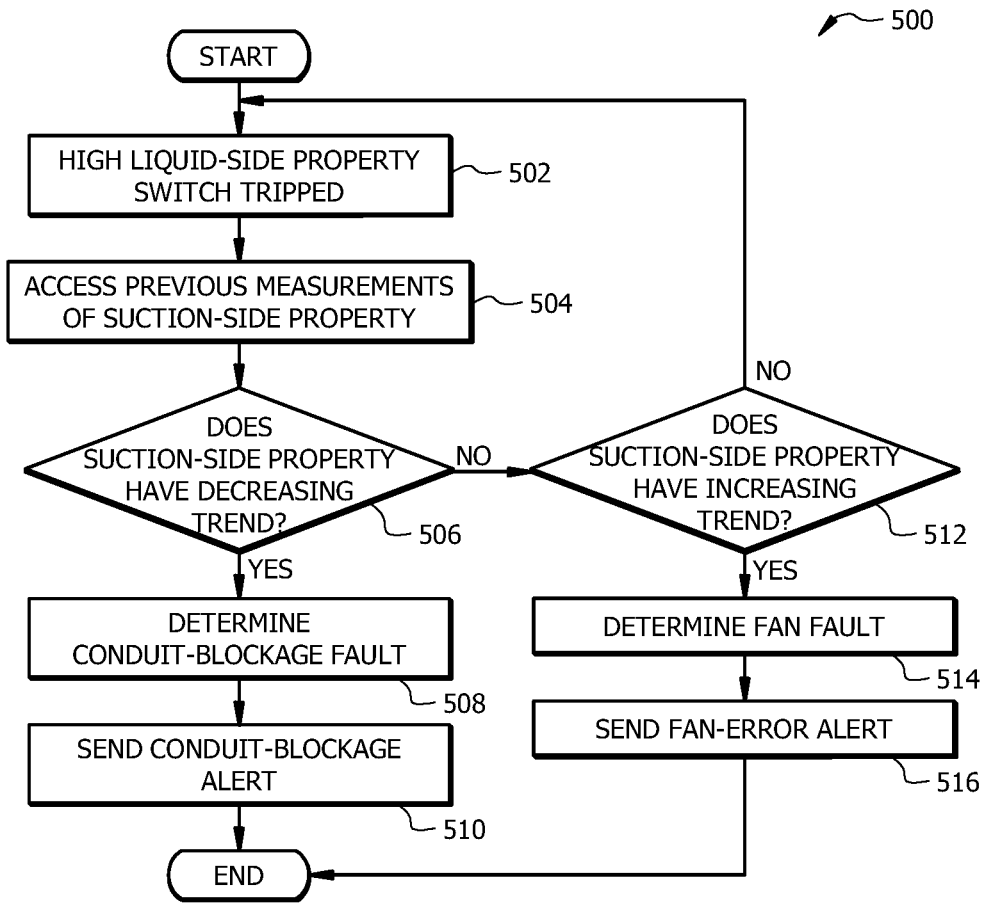 500
START
HIGH LIQUID-SIDE PROPERTY
SWITCH TRIPPED
502
ACCESS PREVIOUS MEASUREMENTS
OF SUCTION-SIDE PROPERTY
504
DOES
SUCTION-SIDE PROPERTY
HAVE DECREASING
TREND?
506
NO
YES
DOES
SUCTION-SIDE PROPERTY
HAVE INCREASING
TREND?
512
NO
YES
DETERMINE
CONDUIT-BLOCKAGE FAULT
508
SEND CONDUIT-BLOCKAGE
ALERT
510
DETERMINE FAN FAULT
514
SEND FAN-ERROR ALERT
516
END